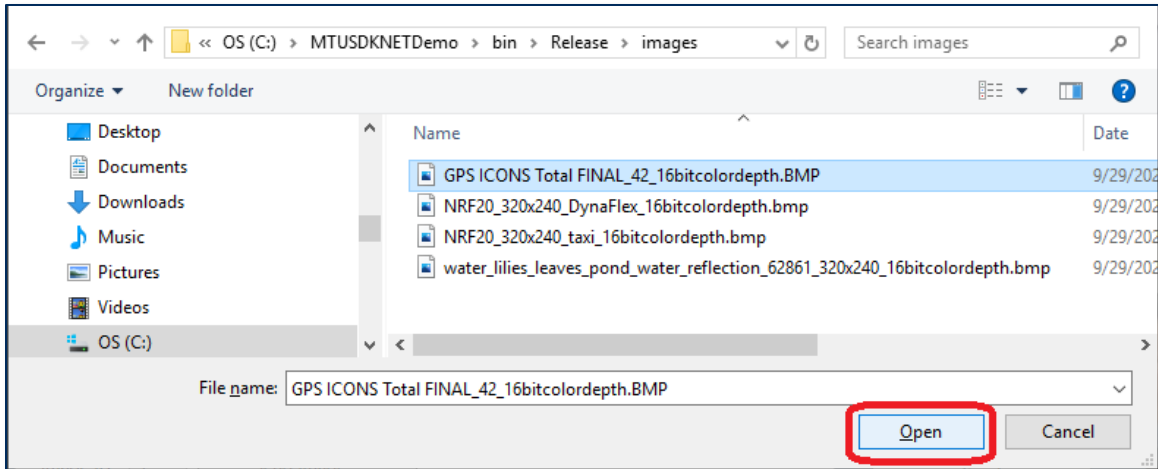 « OS (C:) › MTUSDKNETDemo › bin › Release › images
Search images
Organize
New folder
?
Desktop
Documents
Downloads
Music
Pictures
Videos
OS (C:)
Name
Date
GPS ICONS Total FINAL_42_16bitcolordepth.BMP
9/29/202
NRF20_320x240_DynaFlex_16bitcolordepth.bmp
9/29/202
NRF20_320x240_taxi_16bitcolordepth.bmp
9/29/202
water_lilies_leaves_pond_water_reflection_62861_320x240_16bitcolordepth.bmp
9/29/202
File name:
GPS ICONS Total FINAL_42_16bitcolordepth.BMP
Open
Cancel